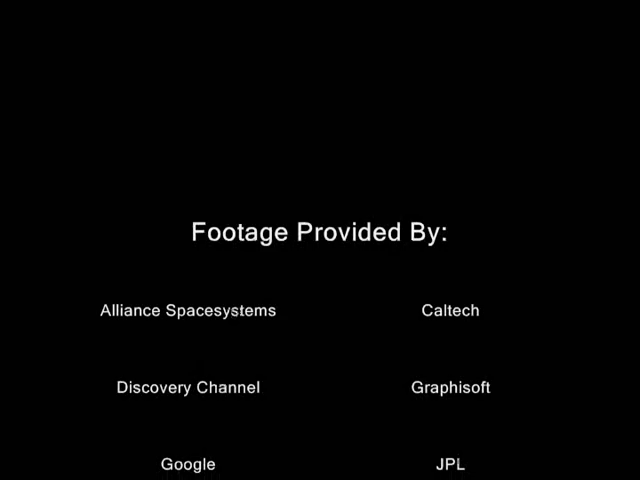 Footage Provided By:
Alliance Spacesystems
Caltech
Discovery Channel
Graphisoft
Google
JPL